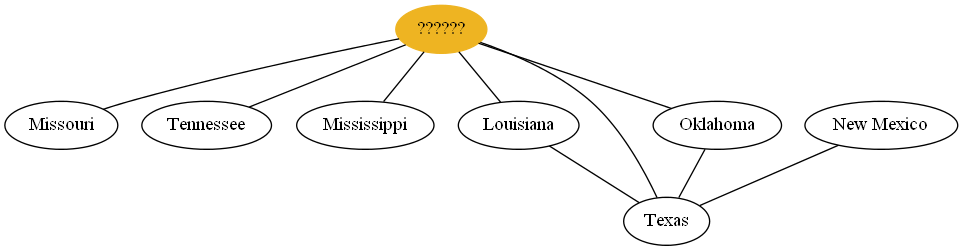 ??????
Missouri
Tennessee
Mississippi
Louisiana
Oklahoma
New Mexico
Texas